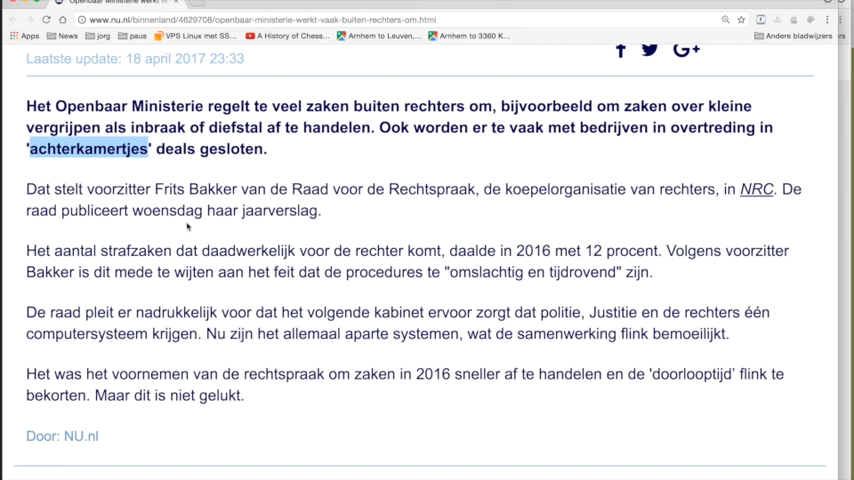 Openbaar Ministerie werkt
www.nu.nl/binnenland/4629708/openbaar-ministerie-werkt-vaak-buiten-rechters-om.html
Apps News jorg paus VPS Linux met SS... A History of Chess... Arnhem to Leuven,... Arnhem to 3360 K... Andere bladwijzers
Laatste update: 18 april 2017 23:33
Het Openbaar Ministerie regelt te veel zaken buiten rechters om, bijvoorbeeld om zaken over kleine
vergrijpen als inbraak of diefstal af te handelen. Ook worden er te vaak met bedrijven in overtreding in
'achterkamertjes' deals gesloten.
Dat stelt voorzitter Frits Bakker van de Raad voor de Rechtspraak, de koepelorganisatie van rechters, in NRC. De
raad publiceert woensdag haar jaarverslag.
Het aantal strafzaken dat daadwerkelijk voor de rechter komt, daalde in 2016 met 12 procent. Volgens voorzitter
Bakker is dit mede te wijten aan het feit dat de procedures te "omslachtig en tijdrovend" zijn.
De raad pleit er nadrukkelijk voor dat het volgende kabinet ervoor zorgt dat politie, Justitie en de rechters één
computersysteem krijgen. Nu zijn het allemaal aparte systemen, wat de samenwerking flink bemoeilijkt.
Het was het voornemen van de rechtspraak om zaken in 2016 sneller af te handelen en de 'doorlooptijd' flink te
bekorten. Maar dit is niet gelukt.
Door: NU.nl